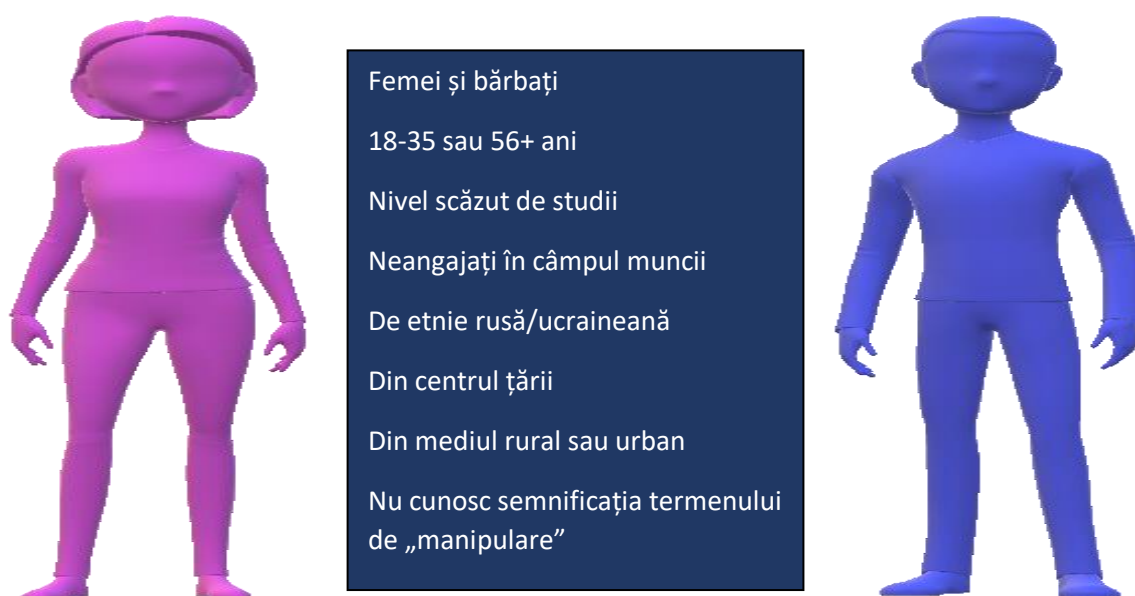 Femei și bărbați
18-35 sau 56+ ani
Nivel scăzut de studii
Neangajați în câmpul muncii
De etnie rusă/ucraineană
Din centrul țării
Din mediul rural sau urban
Nu cunosc semnificația termenului
de „manipulare”